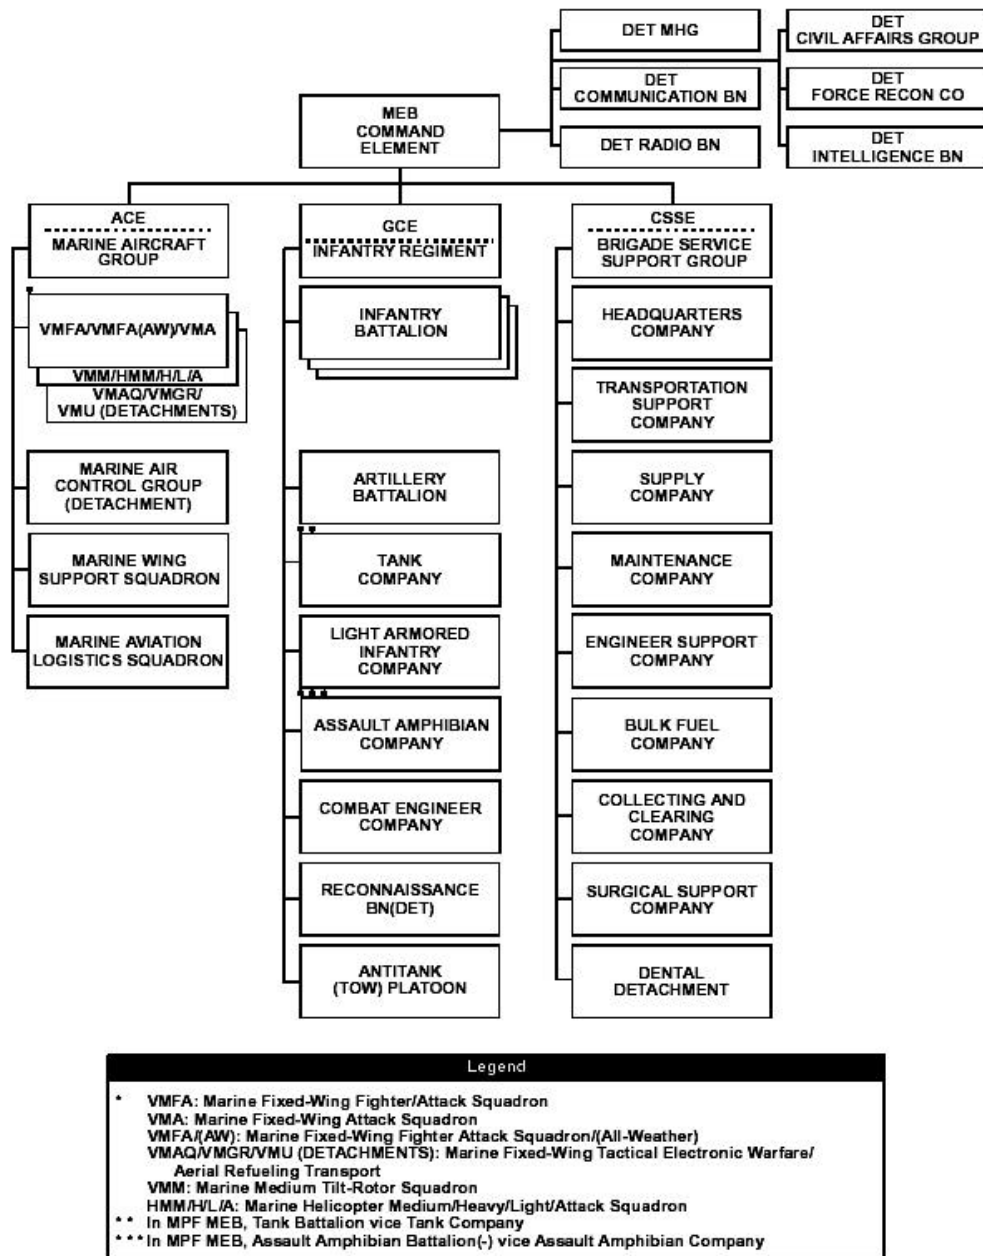 DET MHG
DET
CIVIL AFFAIRS GROUP
DET
COMMUNICATION BN
DET
FORCE RECON CO
MEB
COMMAND
ELEMENT
DET RADIO BN
DET
INTELLIGENCE BN
ACE
MARINE AIRCRAFT
GROUP
*
VMFA/VMFA(AW)/VMA
VMM/HMM/H/L/A
VMAQ/VMGR/
VMU (DETACHMENTS)
MARINE AIR
CONTROL GROUP
(DETACHMENT)
MARINE WING
SUPPORT SQUADRON
MARINE AVIATION
LOGISTICS SQUADRON
GCE
INFANTRY REGIMENT
INFANTRY
BATTALION
ARTILLERY
BATTALION
* *
TANK
COMPANY
LIGHT ARMORED
INFANTRY
COMPANY
* * *
ASSAULT AMPHIBIAN
COMPANY
COMBAT ENGINEER
COMPANY
RECONNAISSANCE
BN(DET)
ANTITANK
(TOW) PLATOON
CSSE
BRIGADE SERVICE
SUPPORT GROUP
HEADQUARTERS
COMPANY
TRANSPORTATION
SUPPORT
COMPANY
SUPPLY
COMPANY
MAINTENANCE
COMPANY
ENGINEER SUPPORT
COMPANY
BULK FUEL
COMPANY
COLLECTING AND
CLEARING
COMPANY
SURGICAL SUPPORT
COMPANY
DENTAL
DETACHMENT
Legend
* VMFA: Marine Fixed-Wing Fighter/Attack Squadron
VMA: Marine Fixed-Wing Attack Squadron
VMFA/(AW): Marine Fixed-Wing Fighter Attack Squadron/(All-Weather)
VMAQ/VMGR/VMU (DETACHMENTS): Marine Fixed-Wing Tactical Electronic Warfare/
Aerial Refueling Transport
VMM: Marine Medium Tilt-Rotor Squadron
HMM/H/L/A: Marine Helicopter Medium/Heavy/Light/Attack Squadron
* * In MPF MEB, Tank Battalion vice Tank Company
* * * In MPF MEB, Assault Amphibian Battalion(-) vice Assault Amphibian Company